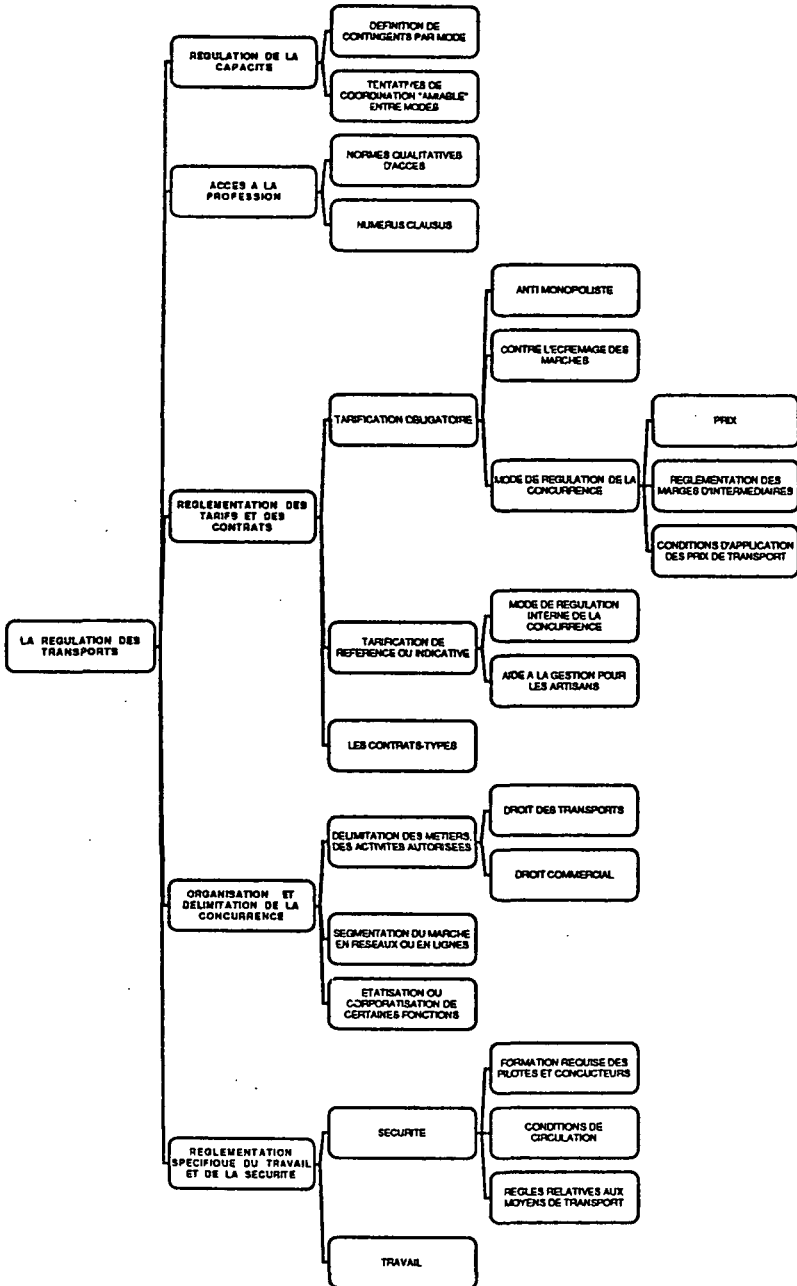 LA REGULATION DES
TRANSPORTS
REGULATION DE LA
CAPACITE
DEFINITION DE
CONTINGENTS PAR MODE
TENTATIVES DE
COORDINATION "AMIABLE"
ENTRE MODES
ACCES A LA
PROFESSION
NORMES QUALITATIVES
D'ACCES
NUMERUS CLAUSUS
REGLEMENTATION DES
TARIFS ET DES
CONTRATS
TARIFICATION OBLIGATOIRE
ANTI MONOPOLISTE
CONTRE L'ECREMAGE DES
MARCHES
MODE DE REGULATION DE LA
CONCURRENCE
PRIX
REGLEMENTATION DES
MARGES D'INTERMEDIAIRES
CONDITIONS D'APPLICATION
DES PRIX DE TRANSPORT
TARIFICATION DE
REFERENCE OU INDICATIVE
MODE DE REGULATION
INTERNE DE LA
CONCURRENCE
AIDE A LA GESTION POUR
LES ARTISANS
LES CONTRATS-TYPES
ORGANISATION ET
DELIMITATION DE LA
CONCURRENCE
DELIMITATION DES METIERS,
DES ACTIVITES AUTORISEES
DROIT DES TRANSPORTS
DROIT COMMERCIAL
SEGMENTATION DU MARCHE
EN RESEAUX OU EN LIGNES
ETATISATION OU
CORPORATISATION DE
CERTAINES FONCTIONS
REGLEMENTATION
SPECIFIQUE DU TRAVAIL
ET DE LA SECURITE
SECURITE
FORMATION REQUISE DES
PILOTES ET CONDUCTEURS
CONDITIONS DE
CIRCULATION
REGLES RELATIVES AUX
MOYENS DE TRANSPORT
TRAVAIL